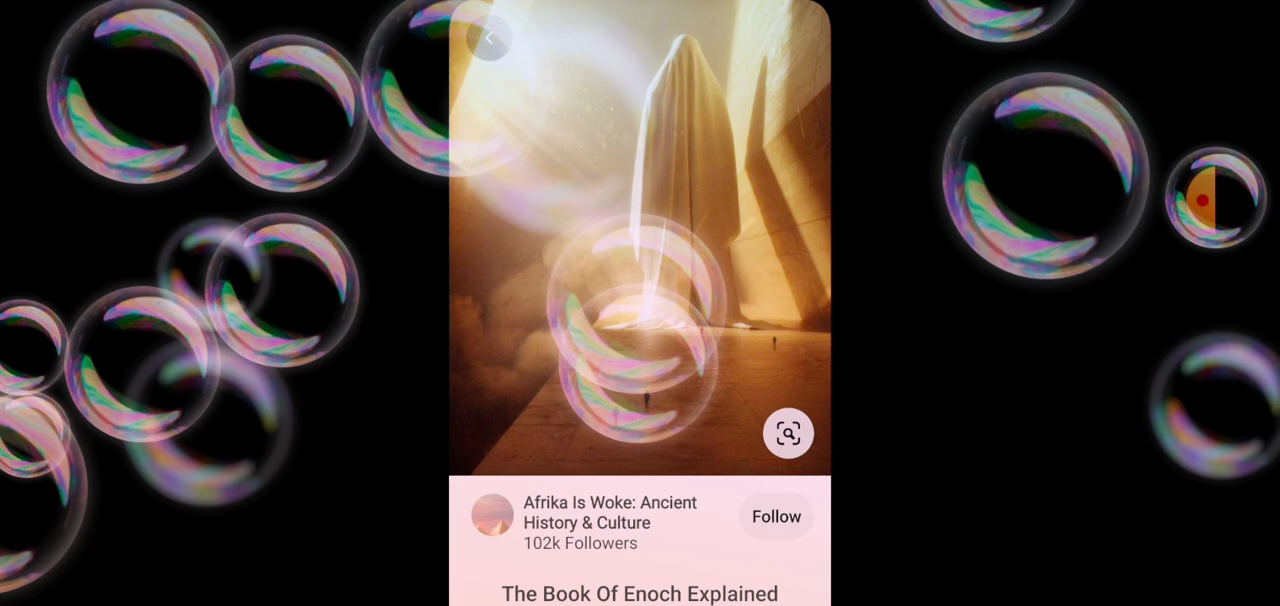 Afrika Is Woke: Ancient
History & Culture
102k Followers
Follow
The Book Of Enoch Explained